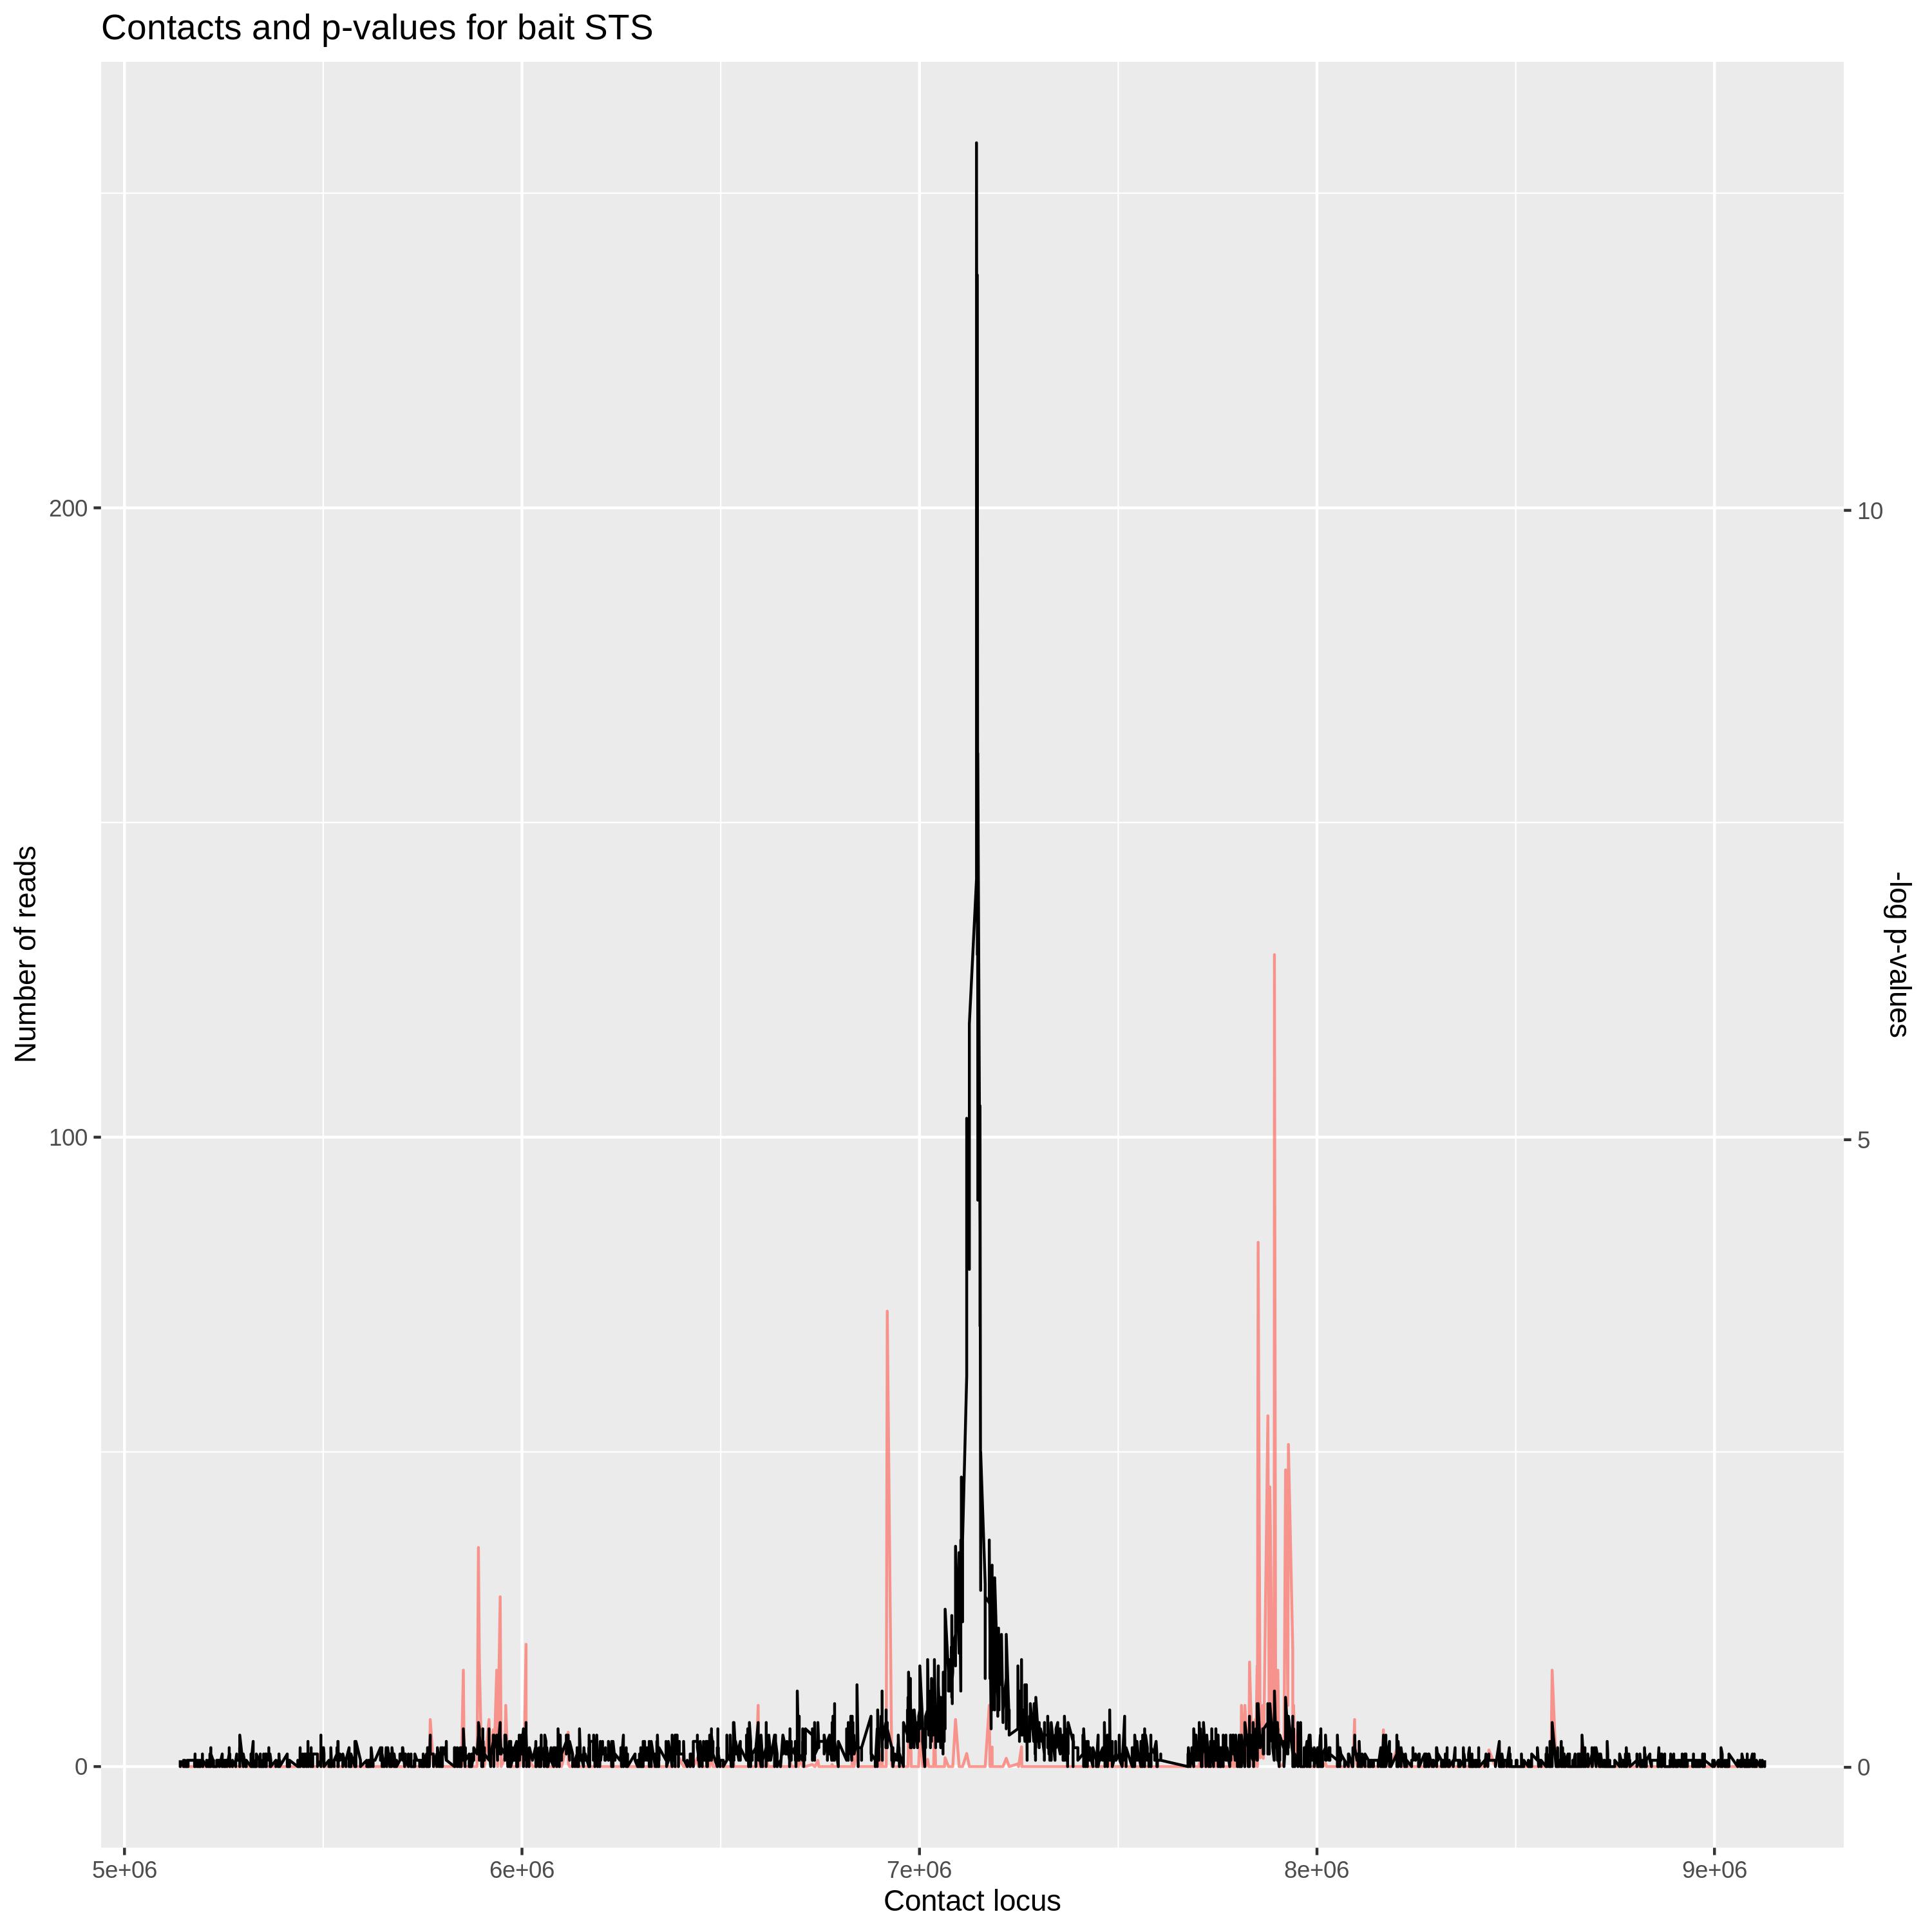 Contacts and p-values for bait STS
Number of reads
200
100
0
10
5
0
-log p-values
5e+06
6e+06
7e+06
8e+06
9e+06
Contact locus